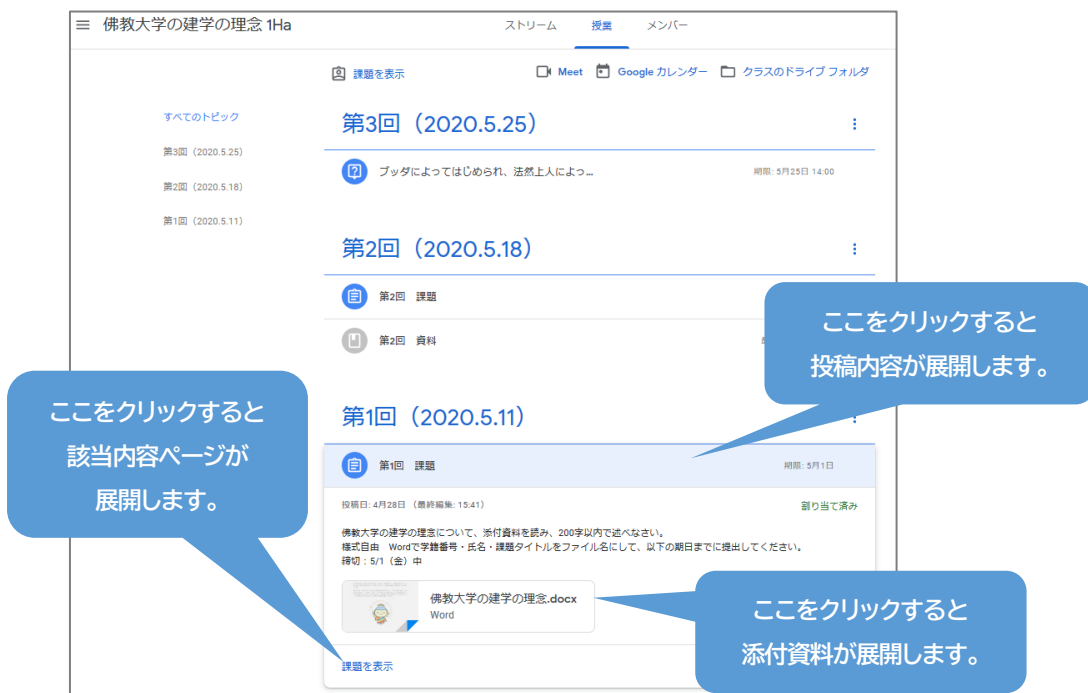 佛教大学の建学の理念 1Ha
ストリーム
授業
メンバー
課題を表示
Meet
Google カレンダー
クラスのドライブ フォルダ
すべてのトピック
第3回（2020.5.25）
第2回（2020.5.18）
第1回（2020.5.11）
第3回（2020.5.25）
ブッダによってはじめられ、法然上人によっ...
期限: 5月25日 14:00
第2回（2020.5.18）
第2回　課題
第2回　資料
ここをクリックすると
投稿内容が展開します。
ここをクリックすると
該当内容ページが
展開します。
第1回（2020.5.11）
第1回　課題
期限: 5月1日
投稿日: 4月28日 （最終編集: 15:41）
割り当て済み
佛教大学の建学の理念について、添付資料を読み、200字以内で述べなさい。
様式自由　Wordで学籍番号・氏名・課題タイトルをファイル名にして、以下の期日までに提出してください。
締切：5/1（金）中
佛教大学の建学の理念.docx
Word
ここをクリックすると
添付資料が展開します。
課題を表示